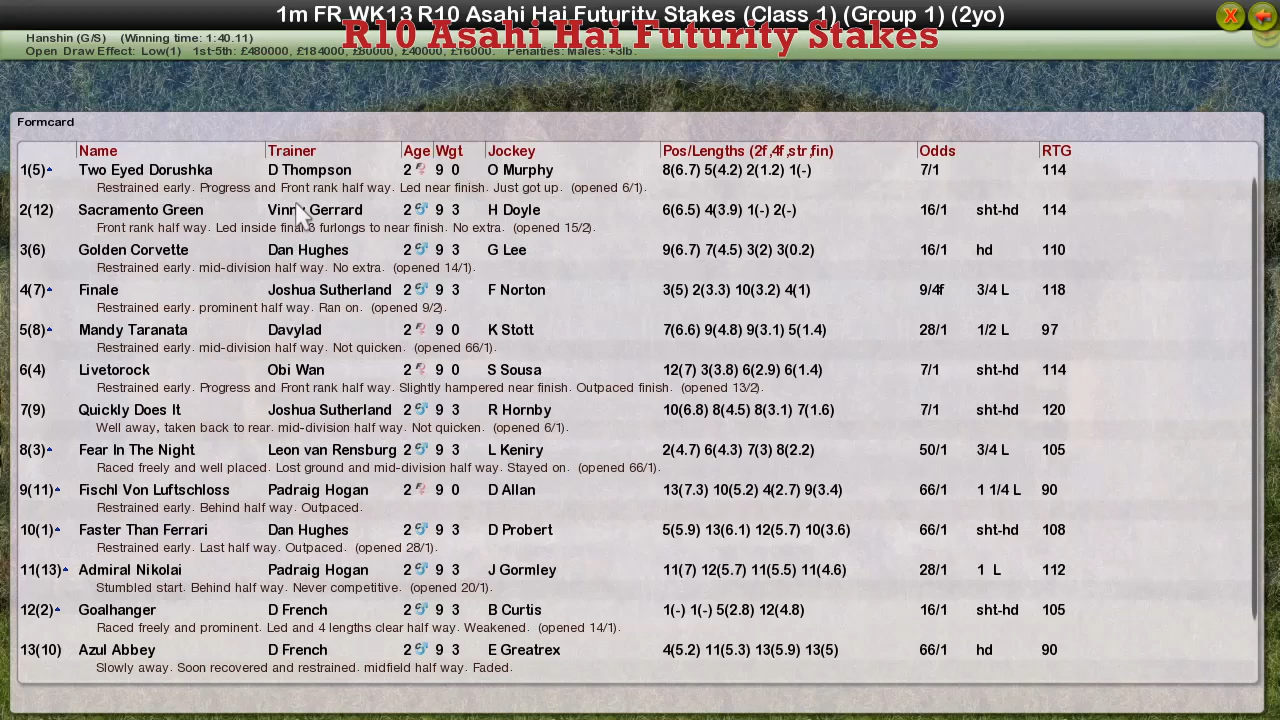 1m FR WK13 R10 Asahi Hai Futurity Stakes (Class 1) (Group 1) (2yo)
R10 Asahi Hai Futurity Stakes
Hanshin (G/S) (Winning time: 1:40.11)
Open Draw Effect: Low(1) 1st-5th: £480000, £184000, £80000, £40000, £16000. Penalties: Males: +3lb.
Formcard
Name Trainer Age Wgt Jockey Pos/Lengths (2f,4f,str,fin) Odds RTG
1(5) Two Eyed Dorushka D Thompson 2 9 0 O Murphy 8(6.7) 5(4.2) 2(1.2) 1(-) 7/1 114
Restrained early. Progress and Front rank half way. Led near finish. Just got up. (opened 6/1).
2(12) Sacramento Green Vinny Gerrard 2 9 3 H Doyle 6(6.5) 4(3.9) 1(-) 2(-) 16/1 sht-hd 114
Front rank half way. Led inside final 3 furlongs to near finish. No extra. (opened 15/2).
3(6) Golden Corvette Dan Hughes 2 9 3 G Lee 9(6.7) 7(4.5) 3(2) 3(0.2) 16/1 hd 110
Restrained early. mid-division half way. No extra. (opened 14/1).
4(7) Finale Joshua Sutherland 2 9 3 F Norton 3(5) 2(3.3) 10(3.2) 4(1) 9/4f 3/4 L 118
Restrained early. prominent half way. Ran on. (opened 9/2).
5(8) Mandy Taranata Davylad 2 9 0 K Stott 7(6.6) 9(4.8) 9(3.1) 5(1.4) 28/1 1/2 L 97
Restrained early. mid-division half way. Not quicken. (opened 66/1).
6(4) Livetorock Obi Wan 2 9 0 S Sousa 12(7) 3(3.8) 6(2.9) 6(1.4) 7/1 sht-hd 114
Restrained early. Progress and Front rank half way. Slightly hampered near finish. Outpaced finish. (opened 13/2).
7(9) Quickly Does It Joshua Sutherland 2 9 3 R Hornby 10(6.8) 8(4.5) 8(3.1) 7(1.6) 7/1 sht-hd 120
Well away, taken back to rear. mid-division half way. Not quicken. (opened 6/1).
8(3) Fear In The Night Leon van Rensburg 2 9 3 L Keniry 2(4.7) 6(4.3) 7(3) 8(2.2) 50/1 3/4 L 105
Raced freely and well placed. Lost ground and mid-division half way. Stayed on. (opened 66/1).
9(11) Fischl Von Luftschloss Padraig Hogan 2 9 0 D Allan 13(7.3) 10(5.2) 4(2.7) 9(3.4) 66/1 1 1/4 L 90
Restrained early. Behind half way. Outpaced.
10(1) Faster Than Ferrari Dan Hughes 2 9 3 D Probert 5(5.9) 13(6.1) 12(5.7) 10(3.6) 66/1 sht-hd 108
Restrained early. Last half way. Outpaced. (opened 28/1).
11(13) Admiral Nikolai Padraig Hogan 2 9 3 J Gormley 11(7) 12(5.7) 11(5.5) 11(4.6) 28/1 1 L 112
Stumbled start. Behind half way. Never competitive. (opened 20/1).
12(2) Goalhanger D French 2 9 3 B Curtis 1(-) 1(-) 5(2.8) 12(4.8) 16/1 sht-hd 105
Raced freely and prominent. Led and 4 lengths clear half way. Weakened. (opened 14/1).
13(10) Azul Abbey D French 2 9 3 E Greatrex 4(5.2) 11(5.3) 13(5.9) 13(5) 66/1 hd 90
Slowly away. Soon recovered and restrained. midfield half way. Faded.